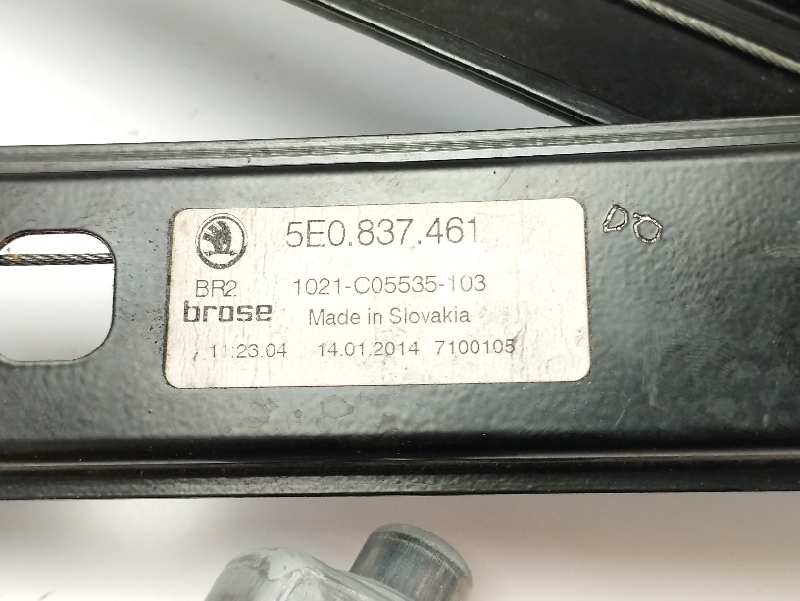 5E0.837.461
BR2 1021-C05535-103
brose Made in Slovakia
11:23.04 14.01.2014 7100105
DO